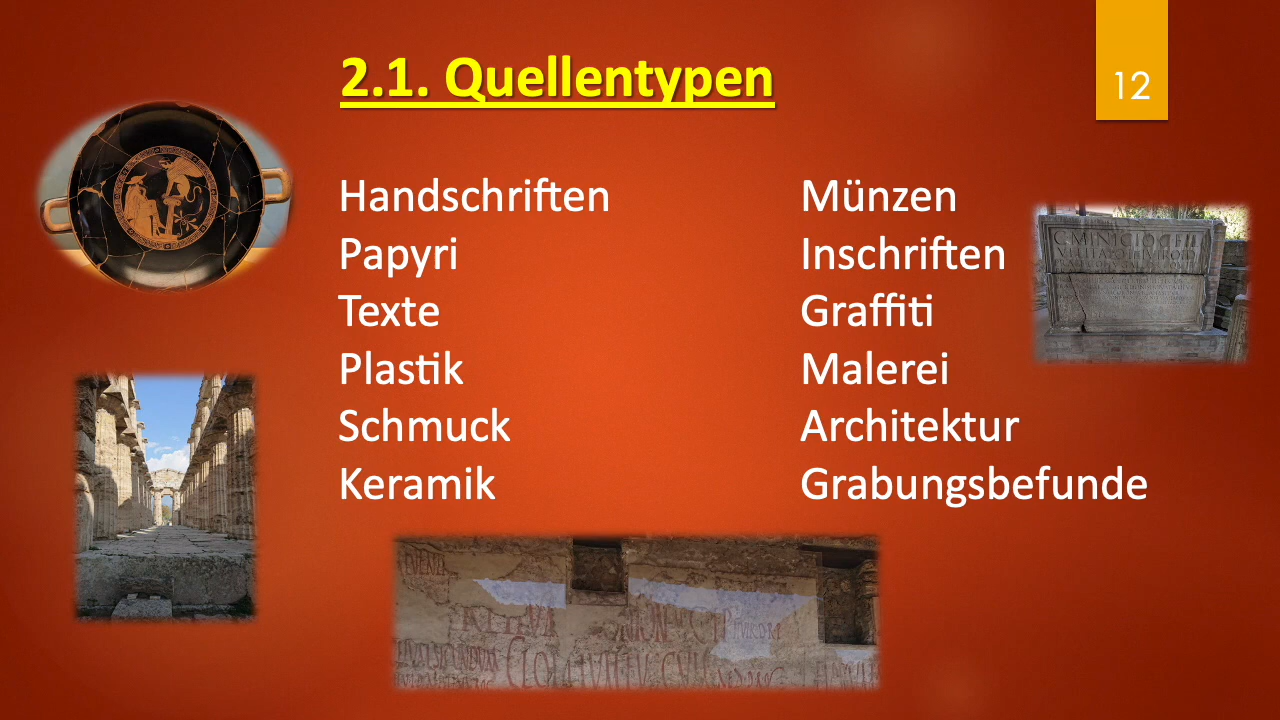 2.1. Quellentypen
12
Handschriften
Papyri
Texte
Plastik
Schmuck
Keramik
Münzen
Inschriften
Graffiti
Malerei
Architektur
Grabungsbefunde